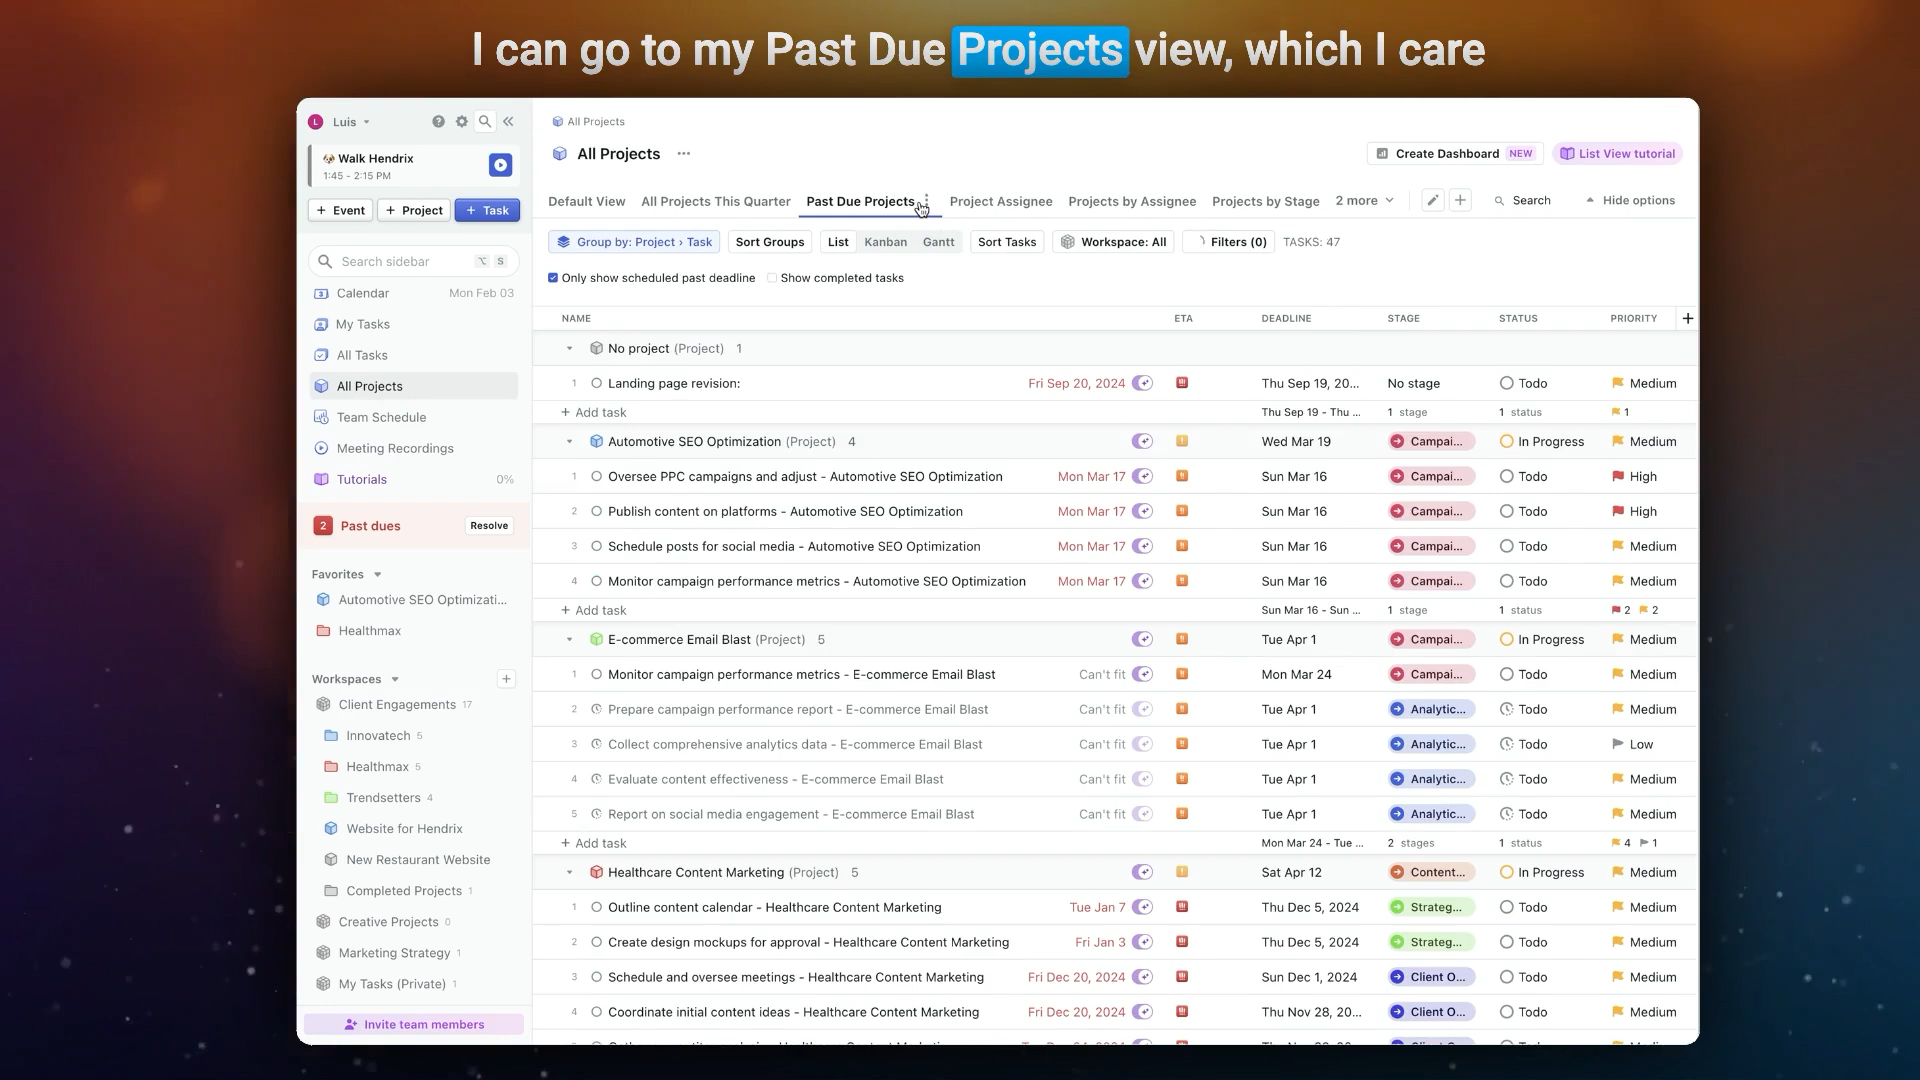 I can go to my Past Due Projects view, which I care
Luis
Walk Hendrix
1:45 - 2:15 PM
+ Event
+ Project
+ Task
Search sidebar
⌥ S
Calendar Mon Feb 03
My Tasks
All Tasks
All Projects
Team Schedule
Meeting Recordings
Tutorials 0%
2 Past dues Resolve
Favorites
Automotive SEO Optimizati...
Healthmax
Workspaces
Client Engagements 17
Innovatech 5
Healthmax 5
Trendsetters 4
Website for Hendrix
New Restaurant Website
Completed Projects 1
Creative Projects 0
Marketing Strategy 1
My Tasks (Private) 1
Invite team members
All Projects
All Projects ...
Create Dashboard NEW
List View tutorial
Default View All Projects This Quarter Past Due Projects Project Assignee Projects by Assignee Projects by Stage 2 more Search Hide options
Group by: Project › Task Sort Groups List Kanban Gantt Sort Tasks Workspace: All Filters (0) TASKS: 47
Only show scheduled past deadline Show completed tasks
NAME ETA DEADLINE STAGE STATUS PRIORITY +
No project (Project) 1
1 Landing page revision: Fri Sep 20, 2024 Thu Sep 19, 20... No stage Todo Medium
+ Add task Thu Sep 19 - Thu ... 1 stage 1 status 1
Automotive SEO Optimization (Project) 4 Wed Mar 19 Campai... In Progress Medium
1 Oversee PPC campaigns and adjust - Automotive SEO Optimization Mon Mar 17 Sun Mar 16 Campai... Todo High
2 Publish content on platforms - Automotive SEO Optimization Mon Mar 17 Sun Mar 16 Campai... Todo High
3 Schedule posts for social media - Automotive SEO Optimization Mon Mar 17 Sun Mar 16 Campai... Todo Medium
4 Monitor campaign performance metrics - Automotive SEO Optimization Mon Mar 17 Sun Mar 16 Campai... Todo Medium
+ Add task Sun Mar 16 - Sun ... 1 stage 1 status 2 2
E-commerce Email Blast (Project) 5 Tue Apr 1 Campai... In Progress Medium
1 Monitor campaign performance metrics - E-commerce Email Blast Can't fit Mon Mar 24 Campai... Todo Medium
2 Prepare campaign performance report - E-commerce Email Blast Can't fit Tue Apr 1 Analytic... Todo Medium
3 Collect comprehensive analytics data - E-commerce Email Blast Can't fit Tue Apr 1 Analytic... Todo Low
4 Evaluate content effectiveness - E-commerce Email Blast Can't fit Tue Apr 1 Analytic... Todo Medium
5 Report on social media engagement - E-commerce Email Blast Can't fit Tue Apr 1 Analytic... Todo Medium
+ Add task Mon Mar 24 - Tue ... 2 stages 1 status 4 1
Healthcare Content Marketing (Project) 5 Sat Apr 12 Content... In Progress Medium
1 Outline content calendar - Healthcare Content Marketing Tue Jan 7 Thu Dec 5, 2024 Strateg... Todo Medium
2 Create design mockups for approval - Healthcare Content Marketing Fri Jan 3 Thu Dec 5, 2024 Strateg... Todo Medium
3 Schedule and oversee meetings - Healthcare Content Marketing Fri Dec 20, 2024 Sun Dec 1, 2024 Client O... Todo Medium
4 Coordinate initial content ideas - Healthcare Content Marketing Fri Dec 20, 2024 Thu Nov 28, 20... Client O... Todo Medium